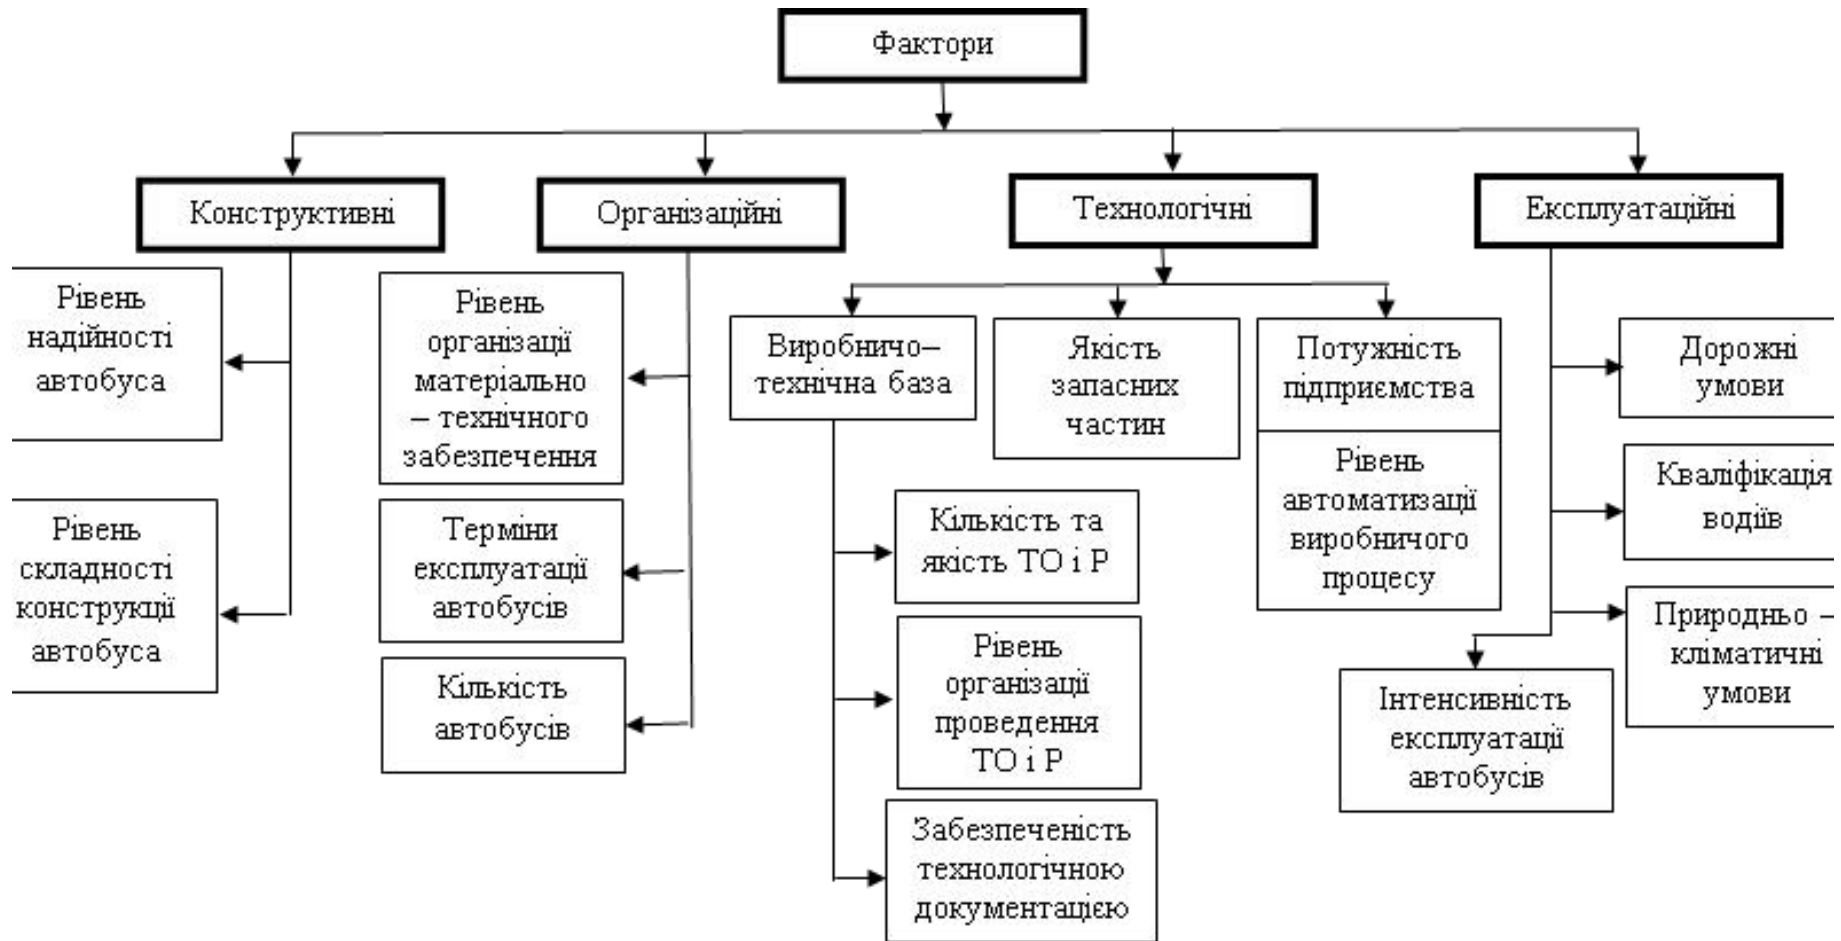 Фактори
Конструктивні
Організаційні
Технологічні
Експлуатаційні
Рівень
надійності
автобуса
Рівень
складності
конструкції
автобуса
Рівень
організації
матеріально
– технічного
забезпечення
Терміни
експлуатації
автобусів
Кількість
автобусів
Виробничо–
технічна база
Кількість та
якість ТО і Р
Рівень
організації
проведення
ТО і Р
Забезпеченість
технологічною
документацією
Якість
запасних
частин
Потужність
підприємства
Рівень
автоматизації
виробничого
процесу
Дорожні
умови
Кваліфікація
водіїв
Природньо –
кліматичні
умови
Інтенсивність
експлуатації
автобусів